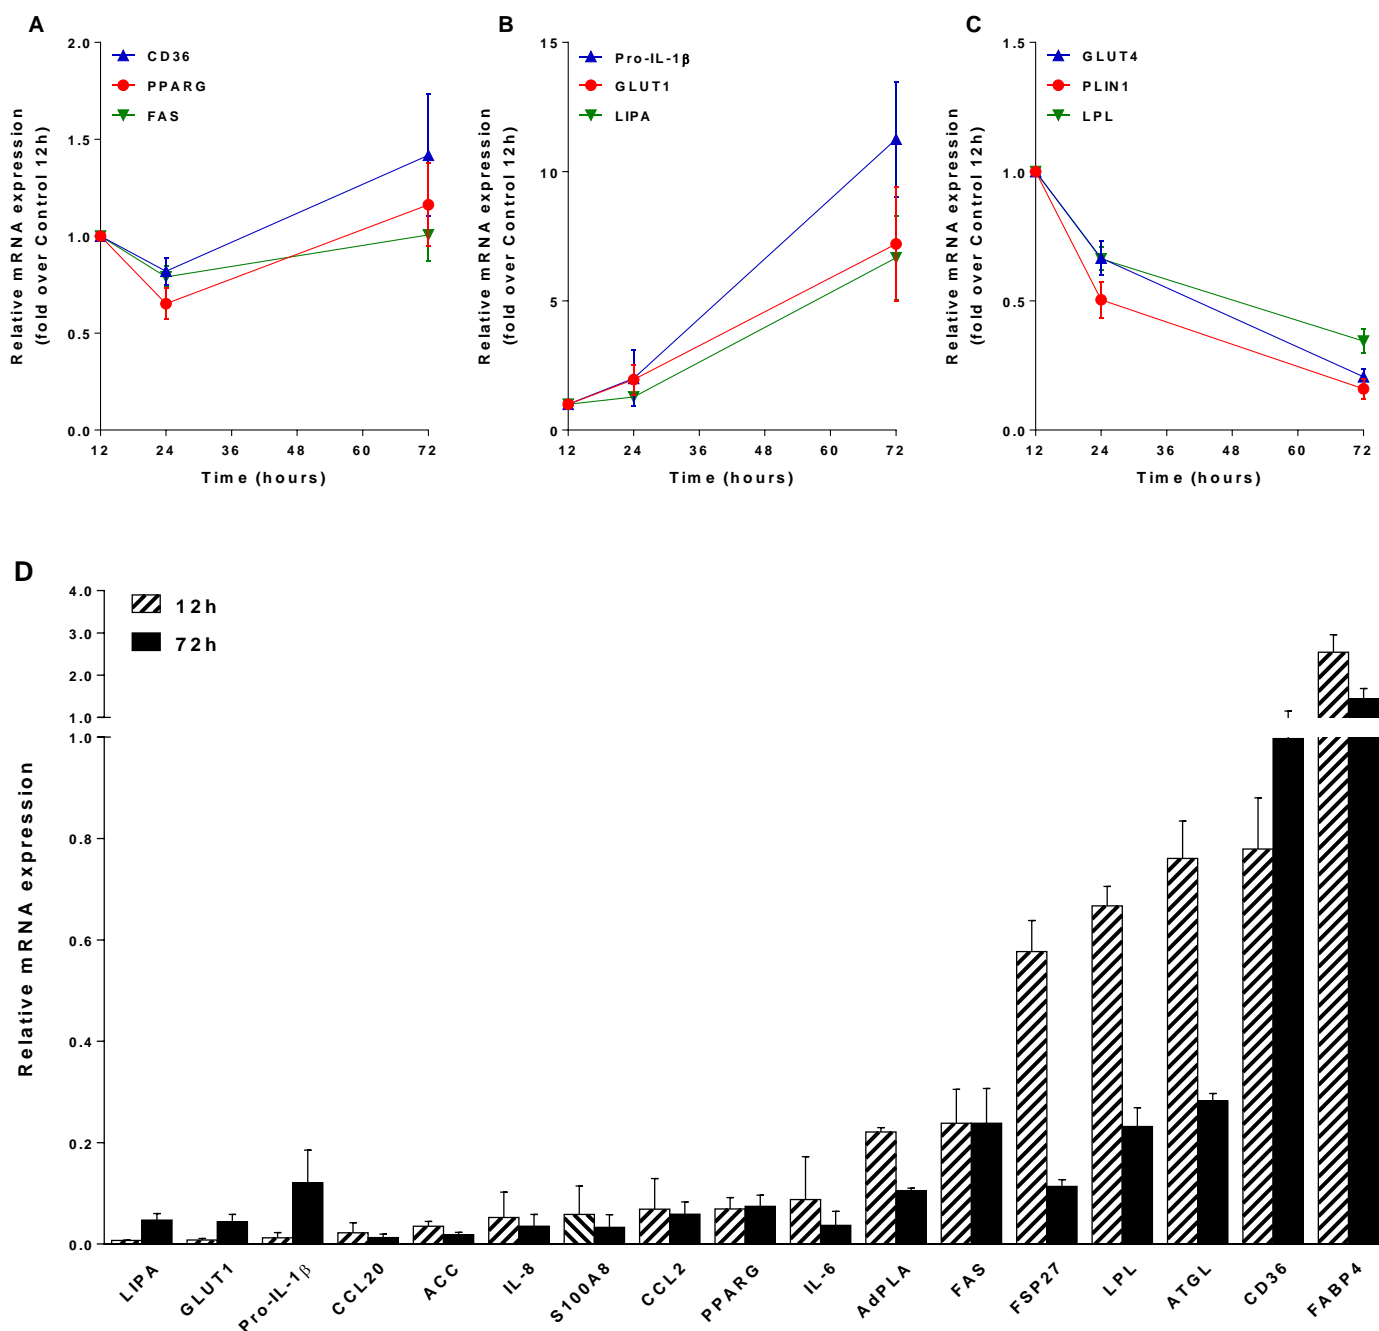 A
2.0
1.5
1.0
0.5
0.0
CD36
PPARG
FAS
Relative mRNA expression
(fold over Control 12h)
12 24 36 48 60 72
Time (hours)
B
15
10
5
0
Pro-IL-1β
GLUT1
LIPA
Relative mRNA expression
(fold over Control 12h)
12 24 36 48 60 72
Time (hours)
C
1.5
1.0
0.5
0.0
GLUT4
PLIN1
LPL
Relative mRNA expression
(fold over Control 12h)
12 24 36 48 60 72
Time (hours)
D
4.0
3.0
2.0
1.0
1.0
0.8
0.6
0.4
0.2
0.0
12h
72h
Relative mRNA expression
LIPA
GLUT1
Pro-IL-1β
CCL20
ACC
IL-8
S100A8
CCL2
PPARG
IL-6
AdPLA
FAS
FSP27
LPL
ATGL
CD36
FABP4